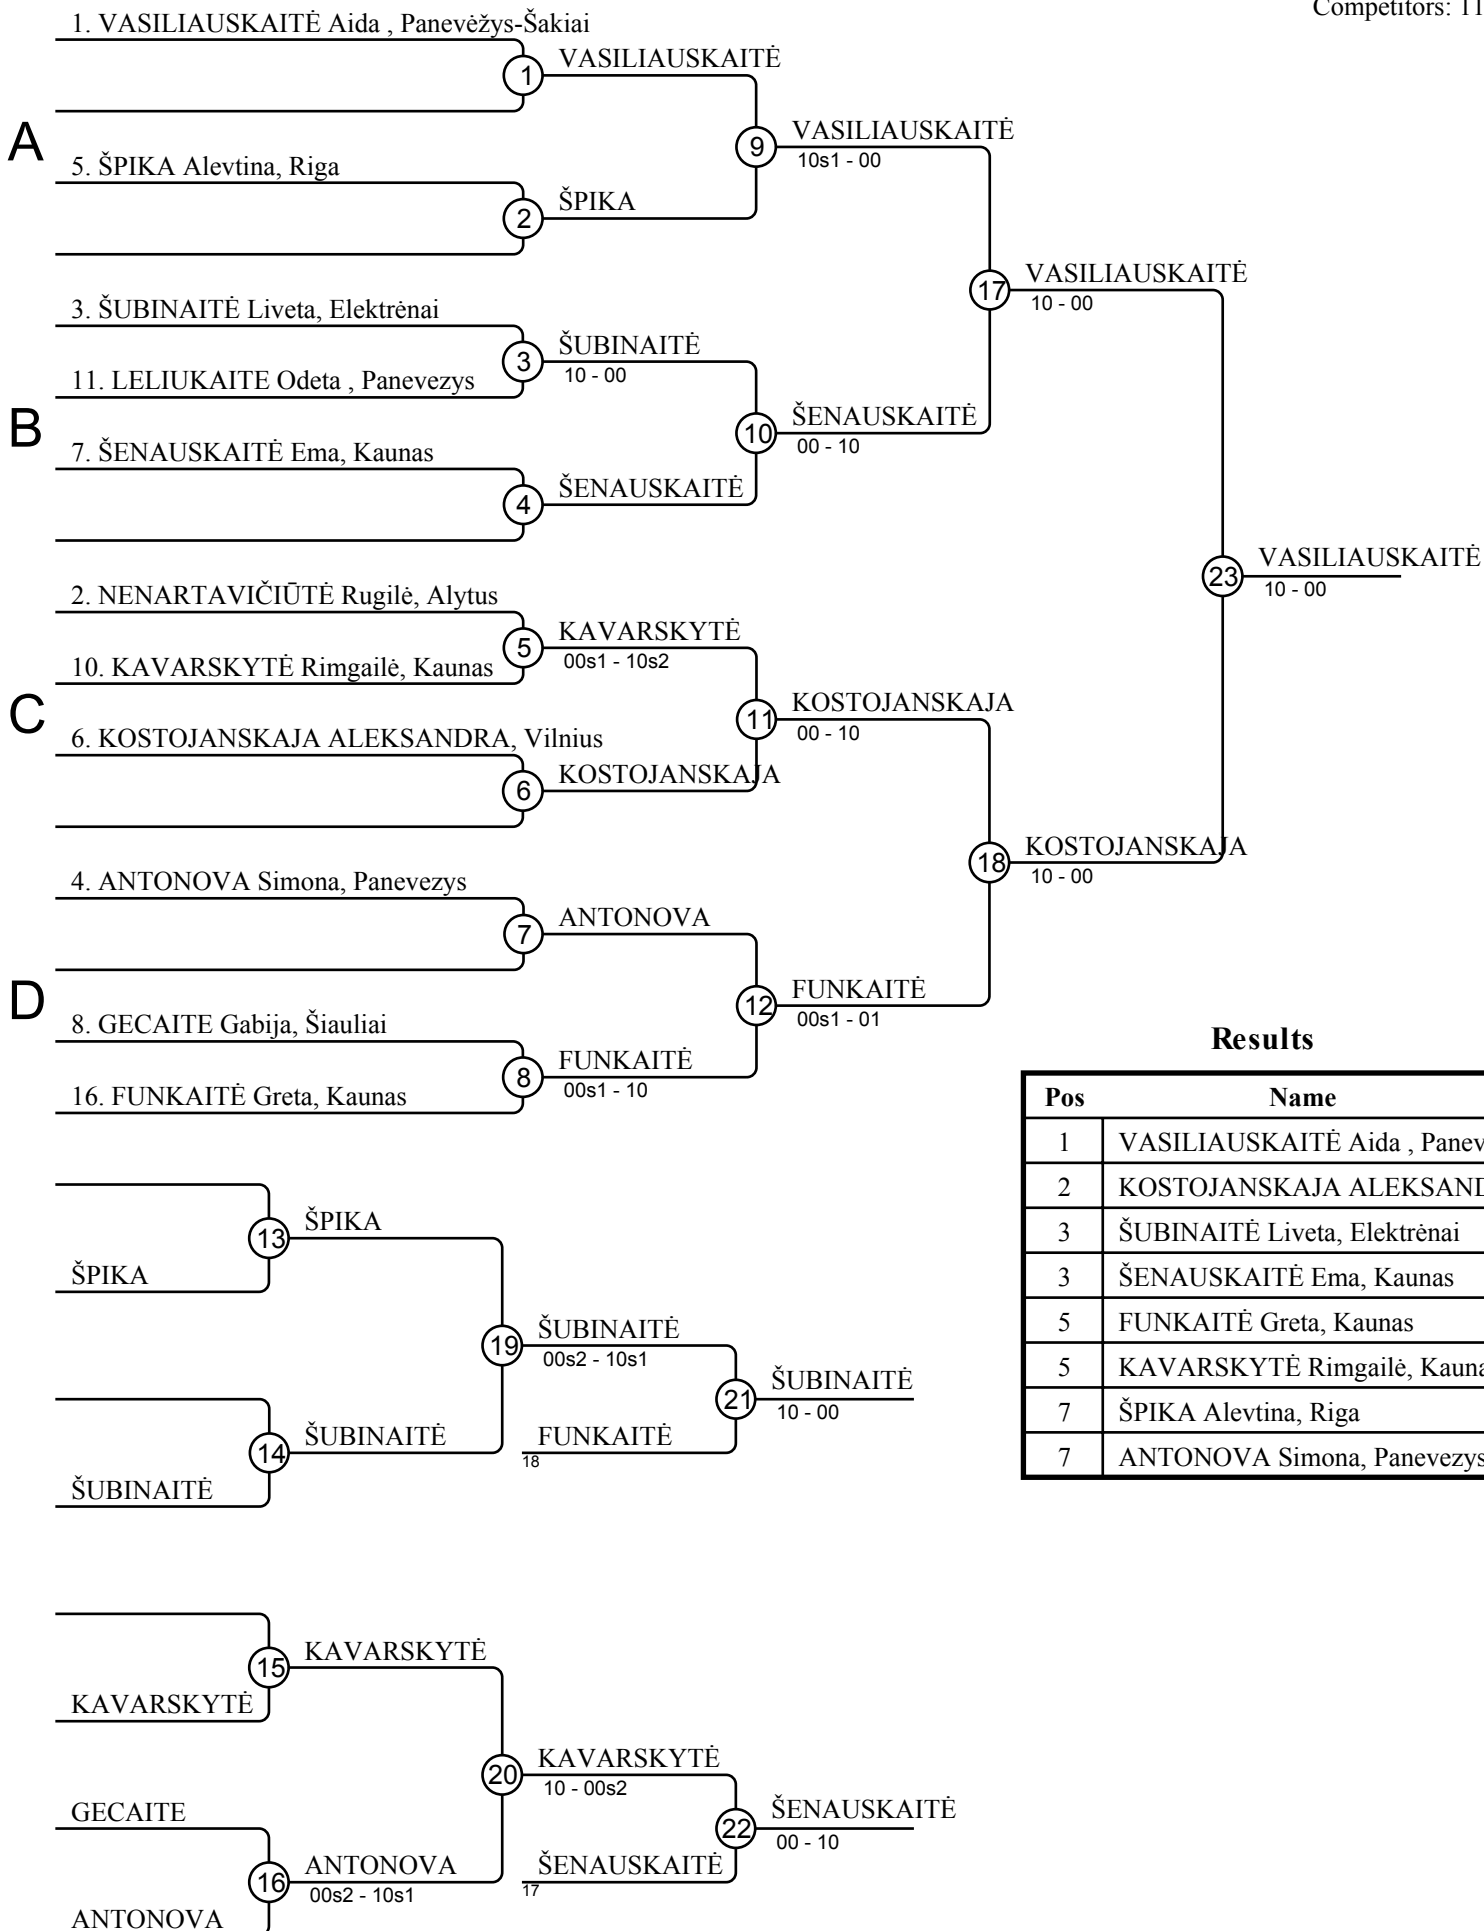 Competitors: 11
1. VASILIAUSKAITĖ Aida , Panevėžys-Šakiai
VASILIAUSKAITĖ
1
A
VASILIAUSKAITĖ
9
10s1 - 00
5. ŠPIKA Alevtina, Riga
ŠPIKA
2
VASILIAUSKAITĖ
17
10 - 00
3. ŠUBINAITĖ Liveta, Elektrėnai
ŠUBINAITĖ
3
10 - 00
11. LELIUKAITE Odeta , Panevezys
B
ŠENAUSKAITĖ
10
00 - 10
7. ŠENAUSKAITĖ Ema, Kaunas
ŠENAUSKAITĖ
4
VASILIAUSKAITĖ
23
10 - 00
2. NENARTAVIČIŪTĖ Rugilė, Alytus
KAVARSKYTĖ
5
00s1 - 10s2
10. KAVARSKYTĖ Rimgailė, Kaunas
C
KOSTOJANSKAJA
11
00 - 10
6. KOSTOJANSKAJA ALEKSANDRA, Vilnius
KOSTOJANSKAJA
6
KOSTOJANSKAJA
18
10 - 00
4. ANTONOVA Simona, Panevezys
ANTONOVA
7
D
FUNKAITĖ
12
00s1 - 01
8. GECAITE Gabija, Šiauliai
FUNKAITĖ
8
00s1 - 10
16. FUNKAITĖ Greta, Kaunas
Results
Pos Name
1 VASILIAUSKAITĖ Aida , Panev
2 KOSTOJANSKAJA ALEKSAND
3 ŠUBINAITĖ Liveta, Elektrėnai
3 ŠENAUSKAITĖ Ema, Kaunas
5 FUNKAITĖ Greta, Kaunas
5 KAVARSKYTĖ Rimgailė, Kauna
7 ŠPIKA Alevtina, Riga
7 ANTONOVA Simona, Panevezys
ŠPIKA
13
ŠPIKA
ŠUBINAITĖ
19
00s2 - 10s1
ŠUBINAITĖ
21
10 - 00
ŠUBINAITĖ
14
FUNKAITĖ
18
ŠUBINAITĖ
KAVARSKYTĖ
15
KAVARSKYTĖ
KAVARSKYTĖ
20
10 - 00s2
GECAITE
ŠENAUSKAITĖ
22
00 - 10
ANTONOVA
16
00s2 - 10s1
ŠENAUSKAITĖ
17
ANTONOVA